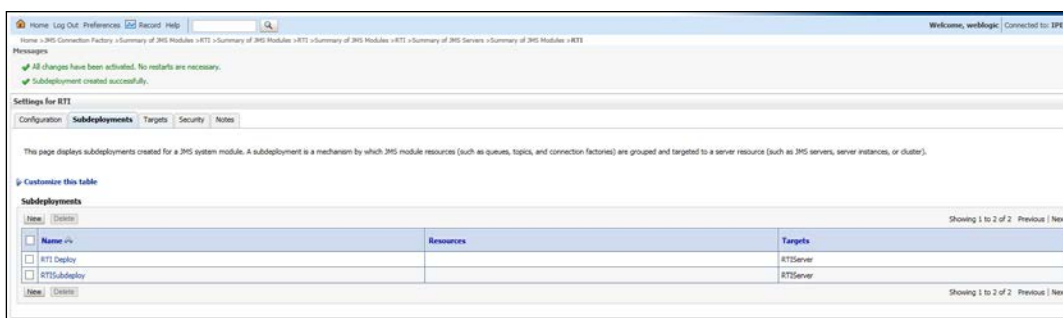 Home Log Out Preferences Record Help Welcome, weblogic Connected to: IPE
Home >JMS Connection Factory >Summary of JMS Modules >RTI >Summary of JMS Modules >RTI >Summary of JMS Modules >RTI >Summary of JMS Servers >Summary of JMS Modules >RTI
Messages
All changes have been activated. No restarts are necessary.
Subdeployment created successfully.
Settings for RTI
Configuration Subdeployments Targets Security Notes
This page displays subdeployments created for a JMS system module. A subdeployment is a mechanism by which JMS module resources (such as queues, topics, and connection factories) are grouped and targeted to a server resource (such as JMS servers, server instances, or cluster).
Customize this table
Subdeployments
New Delete Showing 1 to 2 of 2 Previous | Nex
Name Resources Targets
RTI Deploy RTIServer
RTISubdeploy RTIServer
New Delete Showing 1 to 2 of 2 Previous | Nex